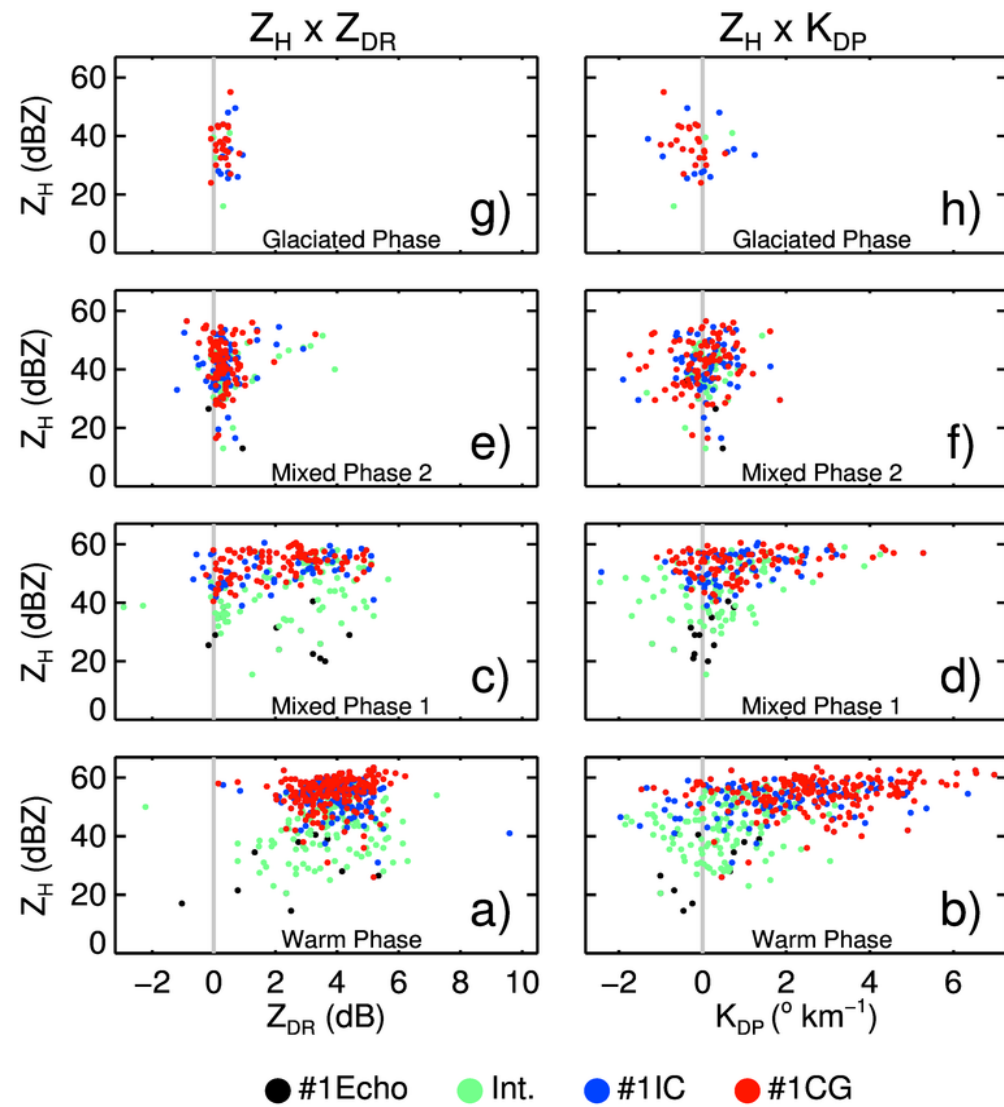 Z_H x Z_DR
Z_H x K_DP
60
40
20
0
Z_H (dBZ)
g)
Glaciated Phase
h)
Glaciated Phase
60
40
20
0
Z_H (dBZ)
e)
Mixed Phase 2
f)
Mixed Phase 2
60
40
20
0
Z_H (dBZ)
c)
Mixed Phase 1
d)
Mixed Phase 1
60
40
20
0
Z_H (dBZ)
a)
Warm Phase
b)
Warm Phase
−2 0 2 4 6 8 10
−2 0 2 4 6
Z_DR (dB)
K_DP (° km⁻¹)
#1Echo Int. #1IC #1CG